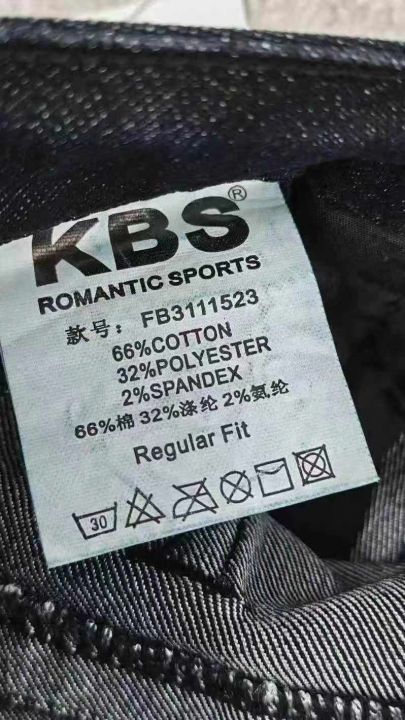 KBS®
ROMANTIC SPORTS
款号：FB3111523
66%COTTON
32%POLYESTER
2%SPANDEX
66%棉 32%涤纶 2%氨纶
Regular Fit
30